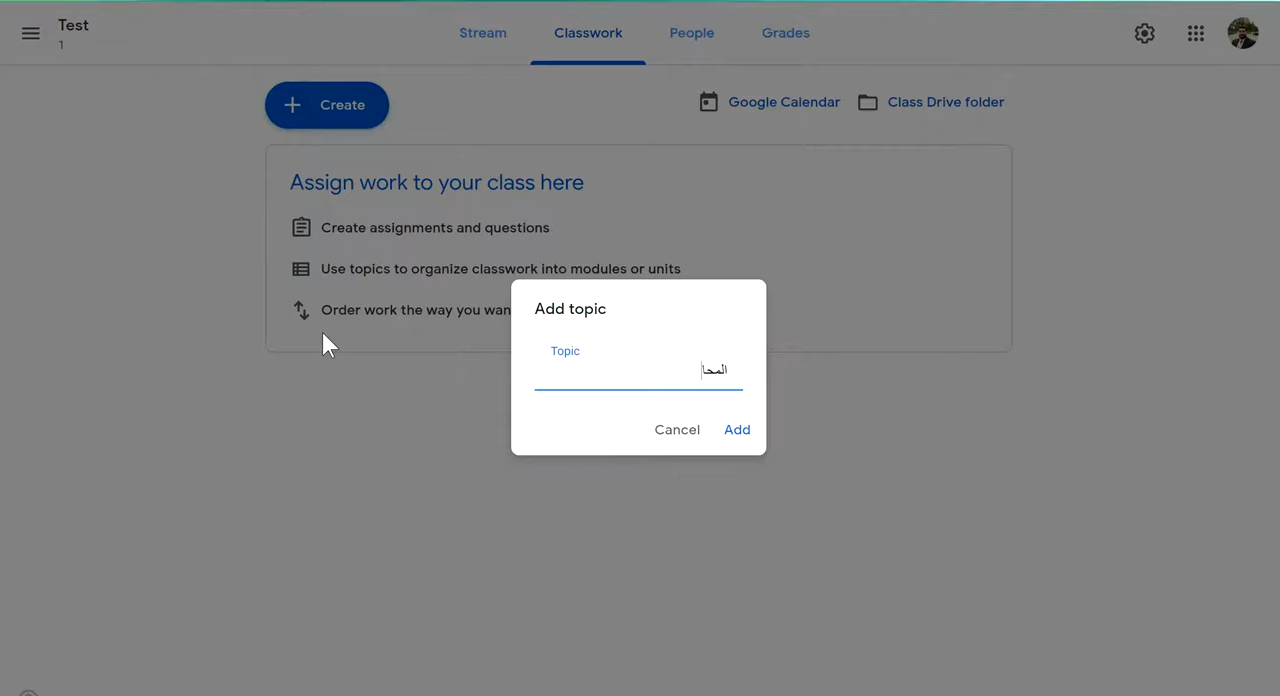 Test
1
Stream
Classwork
People
Grades
Create
Google Calendar
Class Drive folder
Assign work to your class here
Create assignments and questions
Use topics to organize classwork into modules or units
Order work the way you wan
Add topic
Topic
المحا
Cancel
Add